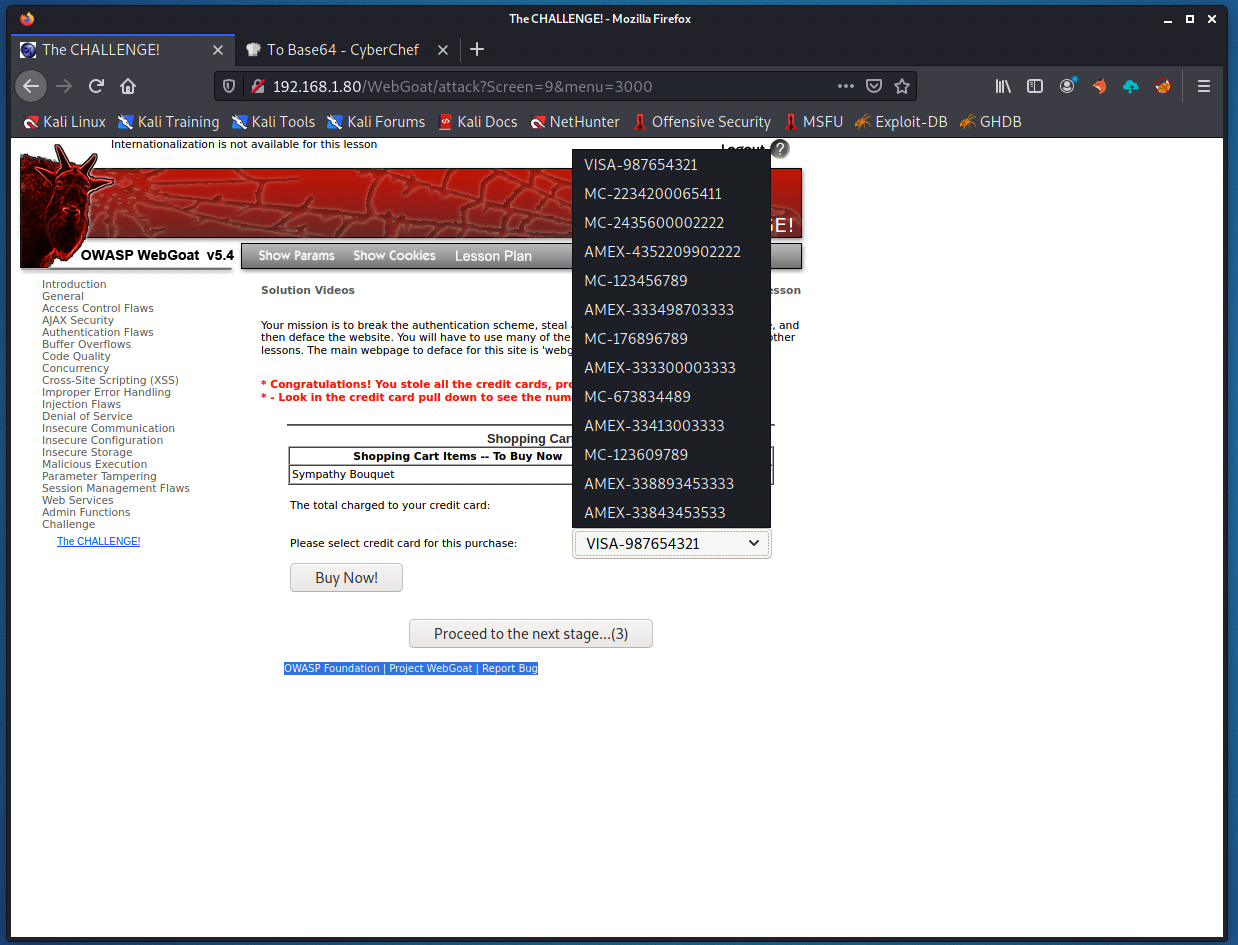 The CHALLENGE! - Mozilla Firefox
The CHALLENGE!
To Base64 - CyberChef
192.168.1.80/WebGoat/attack?Screen=9&menu=3000
Kali Linux
Kali Training
Kali Tools
Kali Forums
Kali Docs
NetHunter
Offensive Security
MSFU
Exploit-DB
GHDB
Internationalization is not available for this lesson
Logout ?
GE!
OWASP WebGoat v5.4
Show Params
Show Cookies
Lesson Plan
Introduction
General
Access Control Flaws
AJAX Security
Authentication Flaws
Buffer Overflows
Code Quality
Concurrency
Cross-Site Scripting (XSS)
Improper Error Handling
Injection Flaws
Denial of Service
Insecure Communication
Insecure Configuration
Insecure Storage
Malicious Execution
Parameter Tampering
Session Management Flaws
Web Services
Admin Functions
Challenge
The CHALLENGE!
Solution Videos
esson
Your mission is to break the authentication scheme, steal , and
then deface the website. You will have to use many of the other
lessons. The main webpage to deface for this site is 'webg
* Congratulations! You stole all the credit cards, pro
* - Look in the credit card pull down to see the num
Shopping Cart
Shopping Cart Items -- To Buy Now
Sympathy Bouquet
The total charged to your credit card:
Please select credit card for this purchase:
VISA-987654321
MC-2234200065411
MC-2435600002222
AMEX-4352209902222
MC-123456789
AMEX-333498703333
MC-176896789
AMEX-333300003333
MC-673834489
AMEX-33413003333
MC-123609789
AMEX-338893453333
AMEX-33843453533
VISA-987654321
Buy Now!
Proceed to the next stage...(3)
OWASP Foundation | Project WebGoat | Report Bug